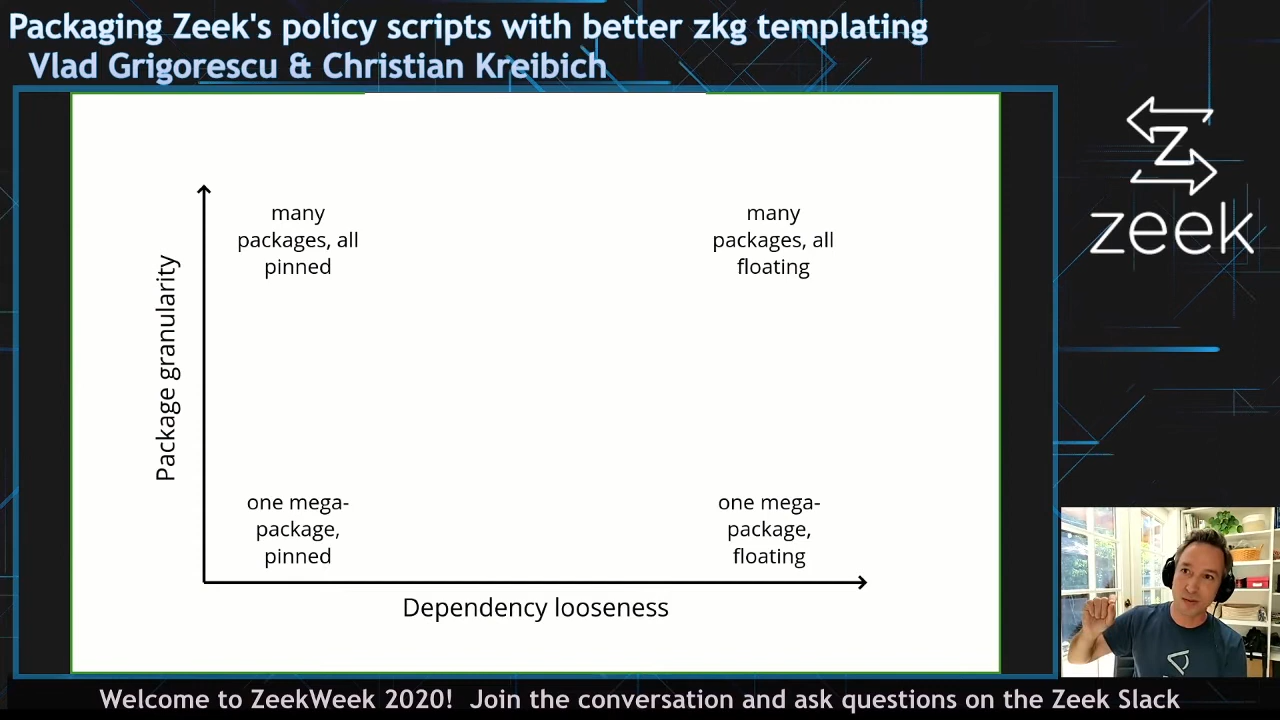 Packaging Zeek's policy scripts with better zkg templating
Vlad Grigorescu & Christian Kreibich
zeek
many
packages, all
pinned
many
packages, all
floating
Package granularity
one mega-
package,
pinned
one mega-
package,
floating
Dependency looseness
Welcome to ZeekWeek 2020! Join the conversation and ask questions on the Zeek Slack